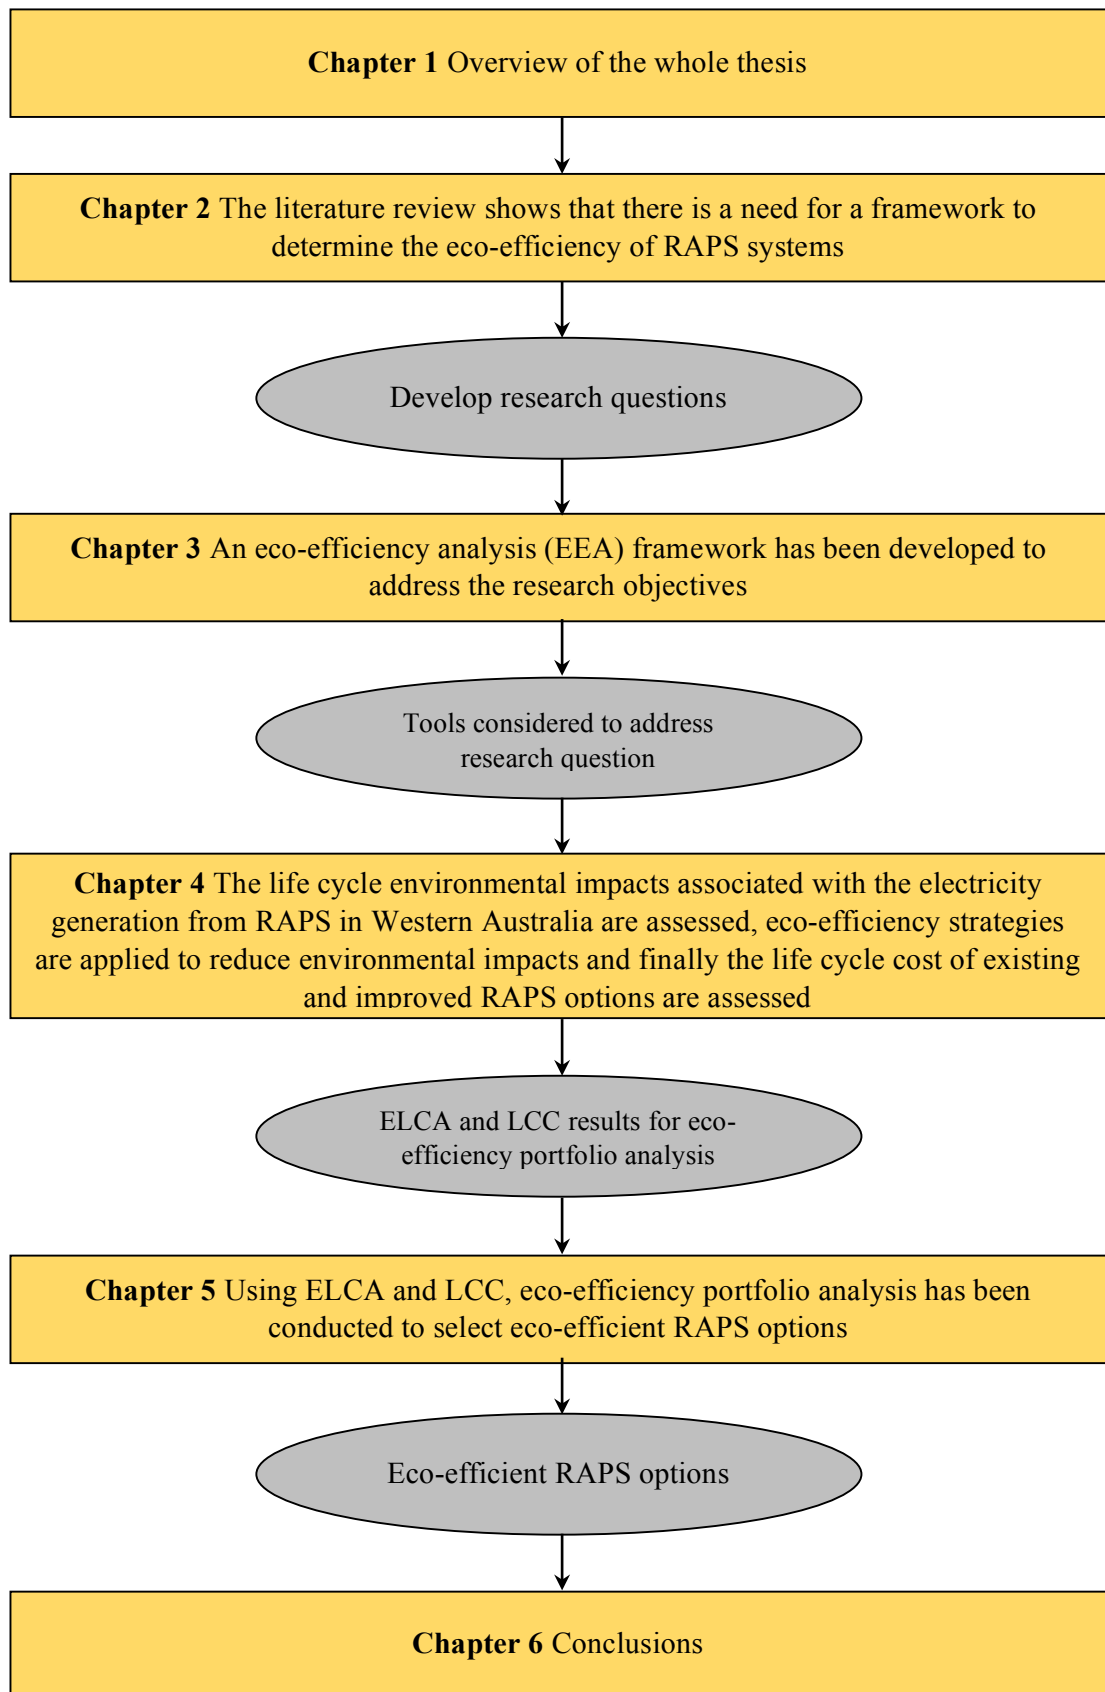 Chapter 1 Overview of the whole thesis
Chapter 2 The literature review shows that there is a need for a framework to
determine the eco-efficiency of RAPS systems
Develop research questions
Chapter 3 An eco-efficiency analysis (EEA) framework has been developed to
address the research objectives
Tools considered to address
research question
Chapter 4 The life cycle environmental impacts associated with the electricity
generation from RAPS in Western Australia are assessed, eco-efficiency strategies
are applied to reduce environmental impacts and finally the life cycle cost of existing
and improved RAPS options are assessed
ELCA and LCC results for eco-
efficiency portfolio analysis
Chapter 5 Using ELCA and LCC, eco-efficiency portfolio analysis has been
conducted to select eco-efficient RAPS options
Eco-efficient RAPS options
Chapter 6 Conclusions